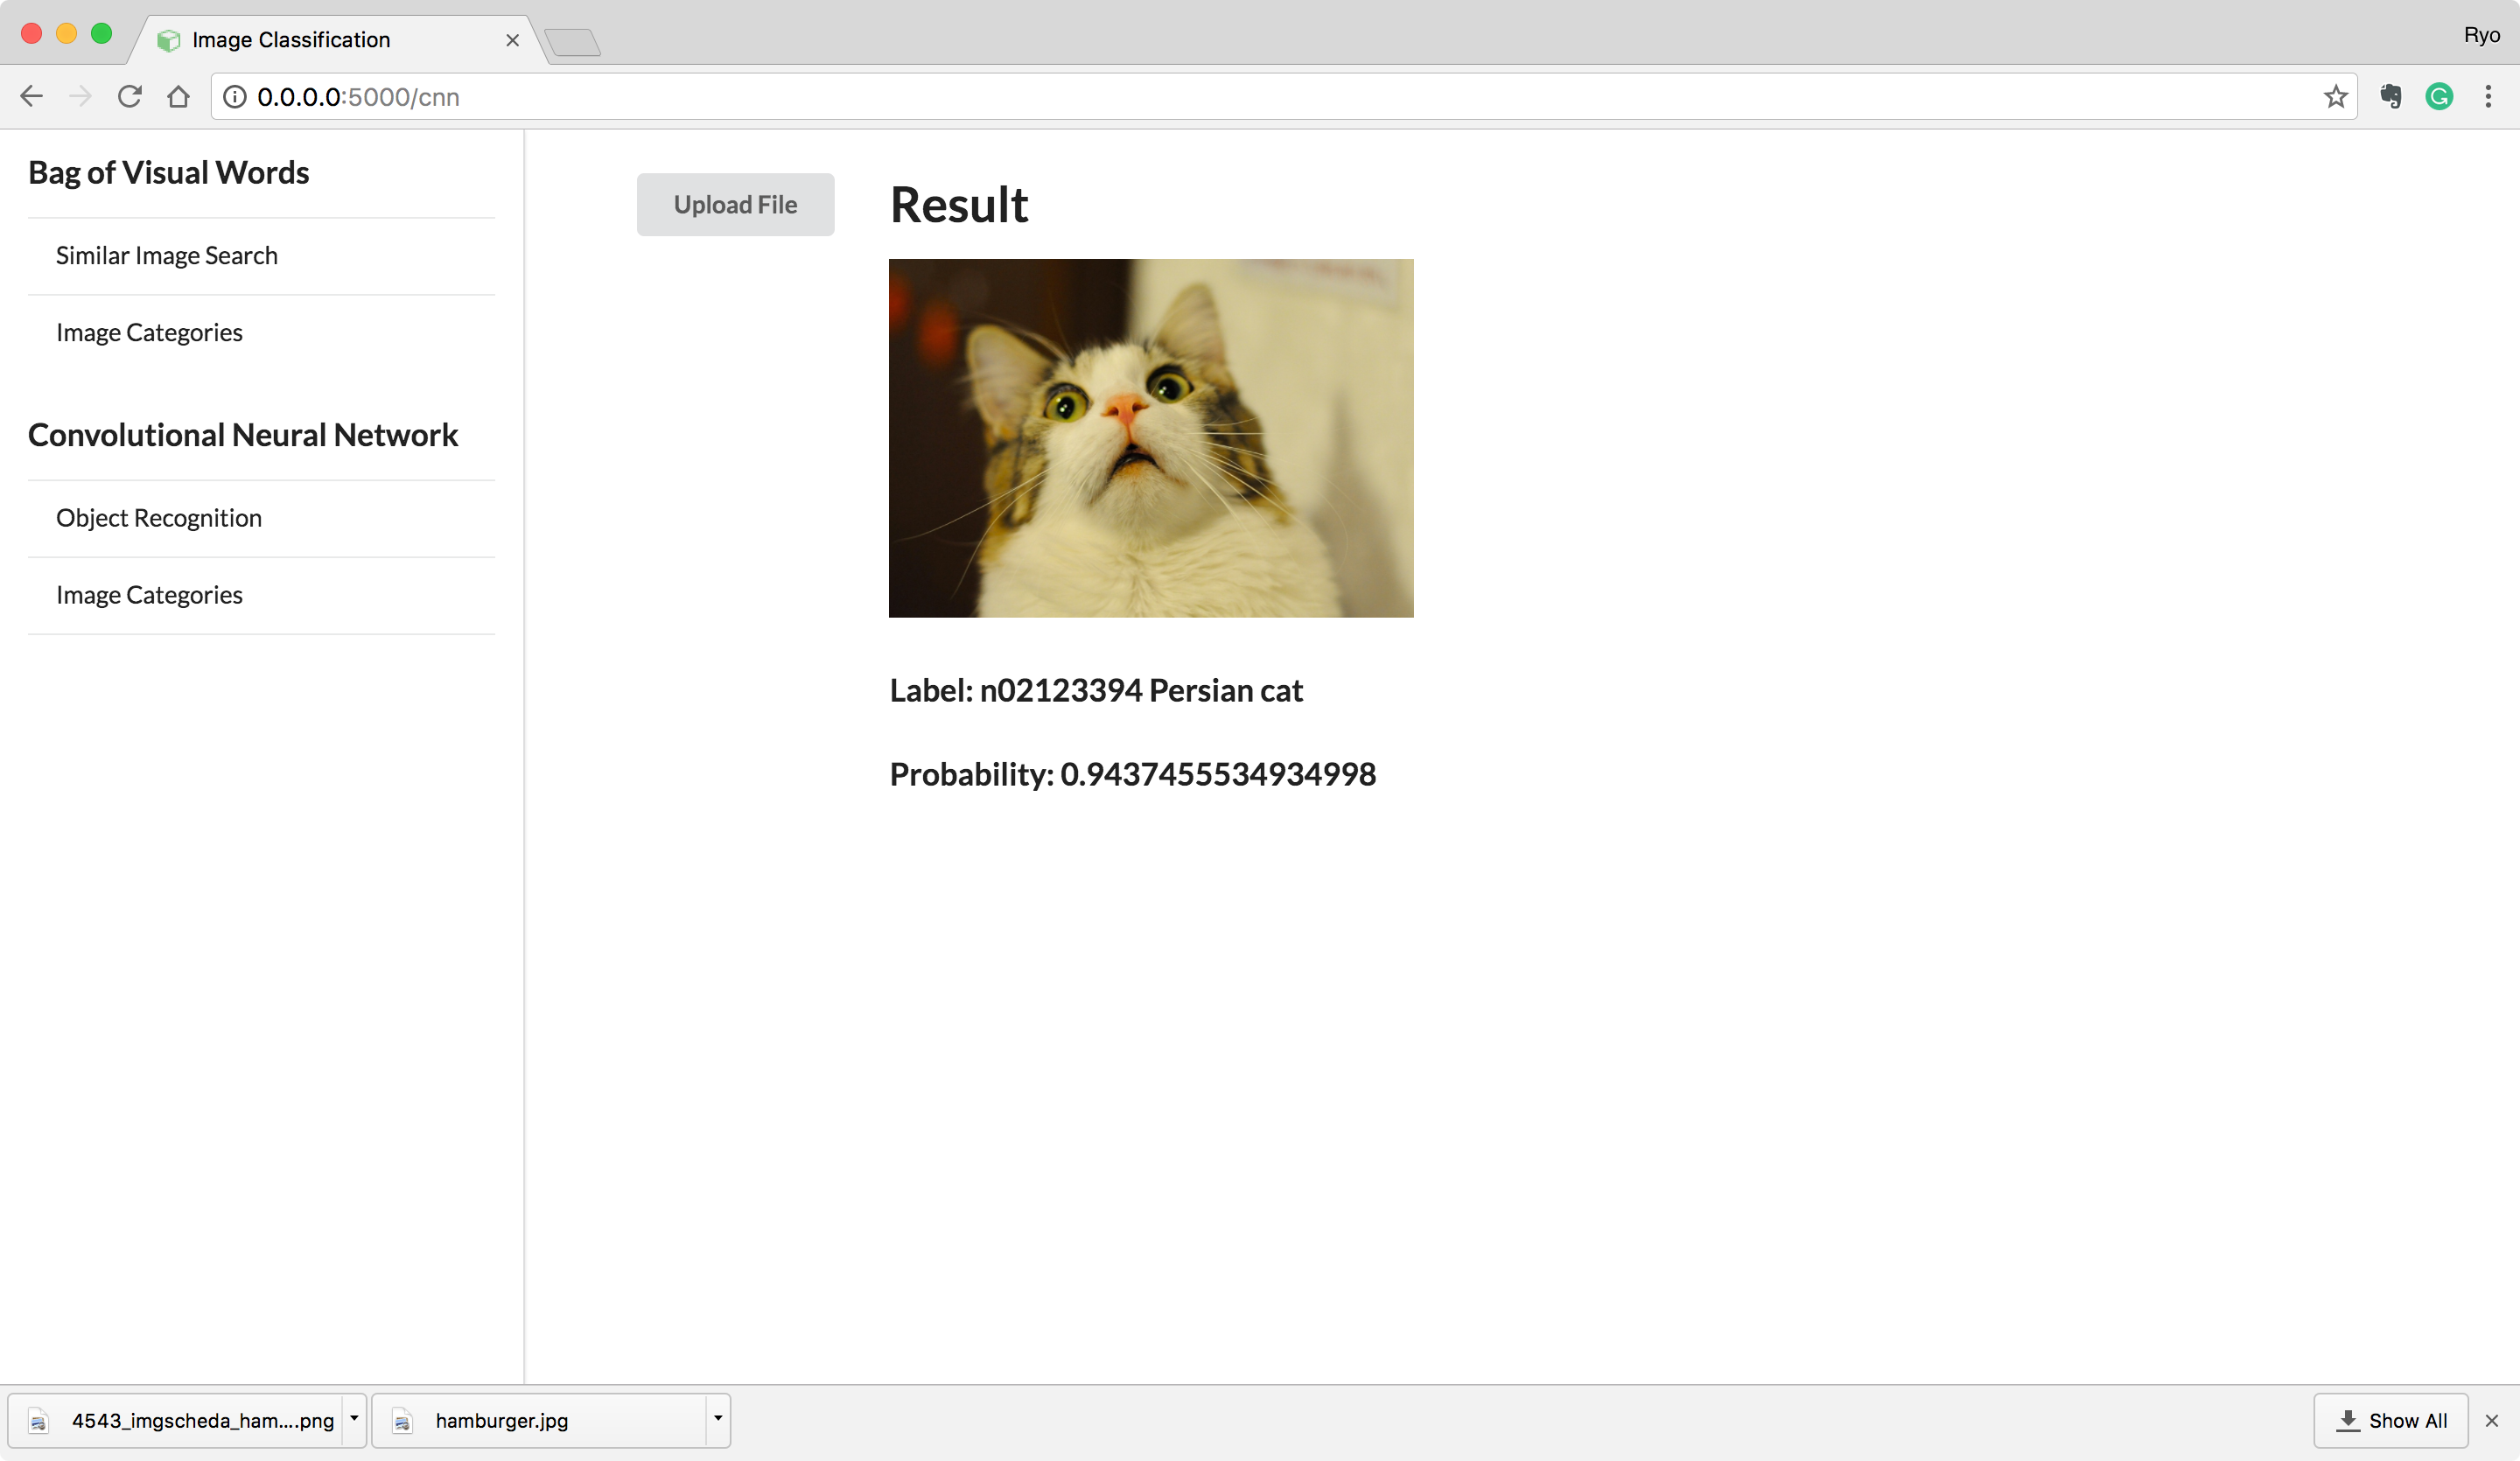 Image Classification
Ryo
0.0.0.0:5000/cnn
Bag of Visual Words
Similar Image Search
Image Categories
Convolutional Neural Network
Object Recognition
Image Categories
Upload File
Result
Label: n02123394 Persian cat
Probability: 0.9437455534934998
4543_imgscheda_ham....png
hamburger.jpg
Show All